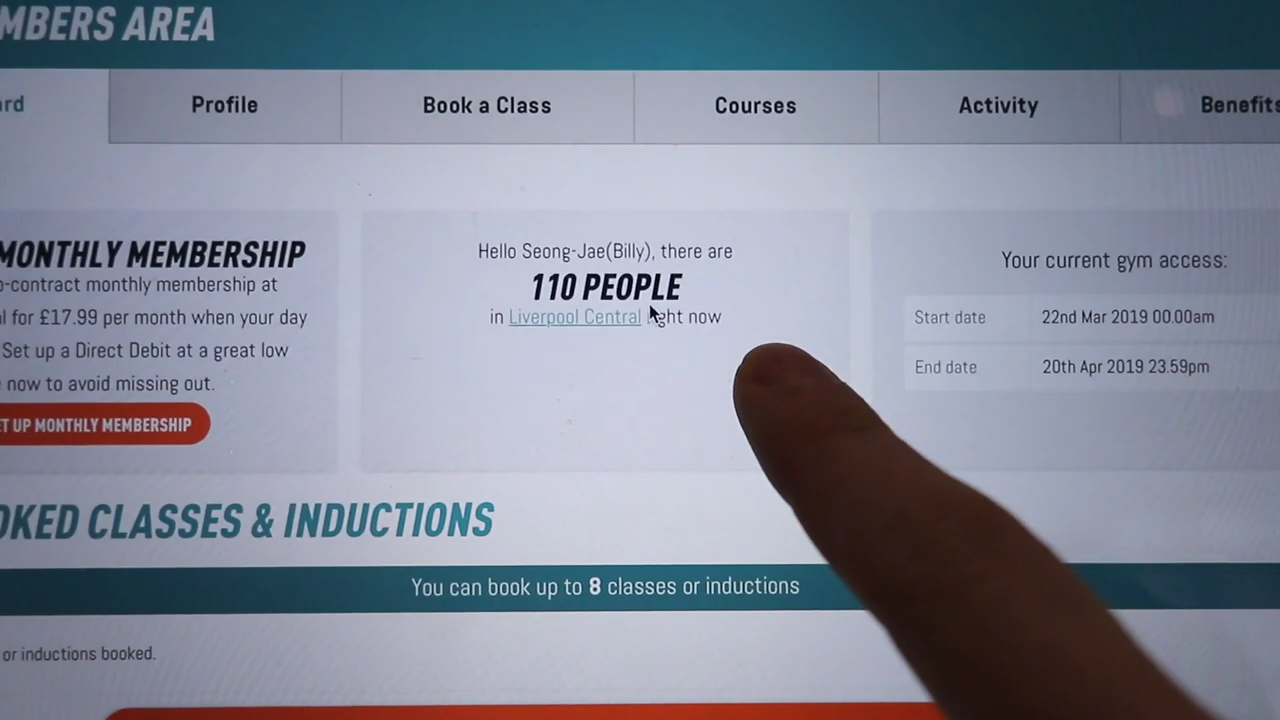 MBERS AREA
rd
Profile
Book a Class
Courses
Activity
Benefits
MONTHLY MEMBERSHIP
o-contract monthly membership at
l for £17.99 per month when your day
Set up a Direct Debit at a great low
now to avoid missing out.
ET UP MONTHLY MEMBERSHIP
Hello Seong-Jae(Billy), there are
110 PEOPLE
in Liverpool Central right now
Your current gym access:
Start date 22nd Mar 2019 00.00am
End date 20th Apr 2019 23.59pm
OKED CLASSES & INDUCTIONS
You can book up to 8 classes or inductions
or inductions booked.